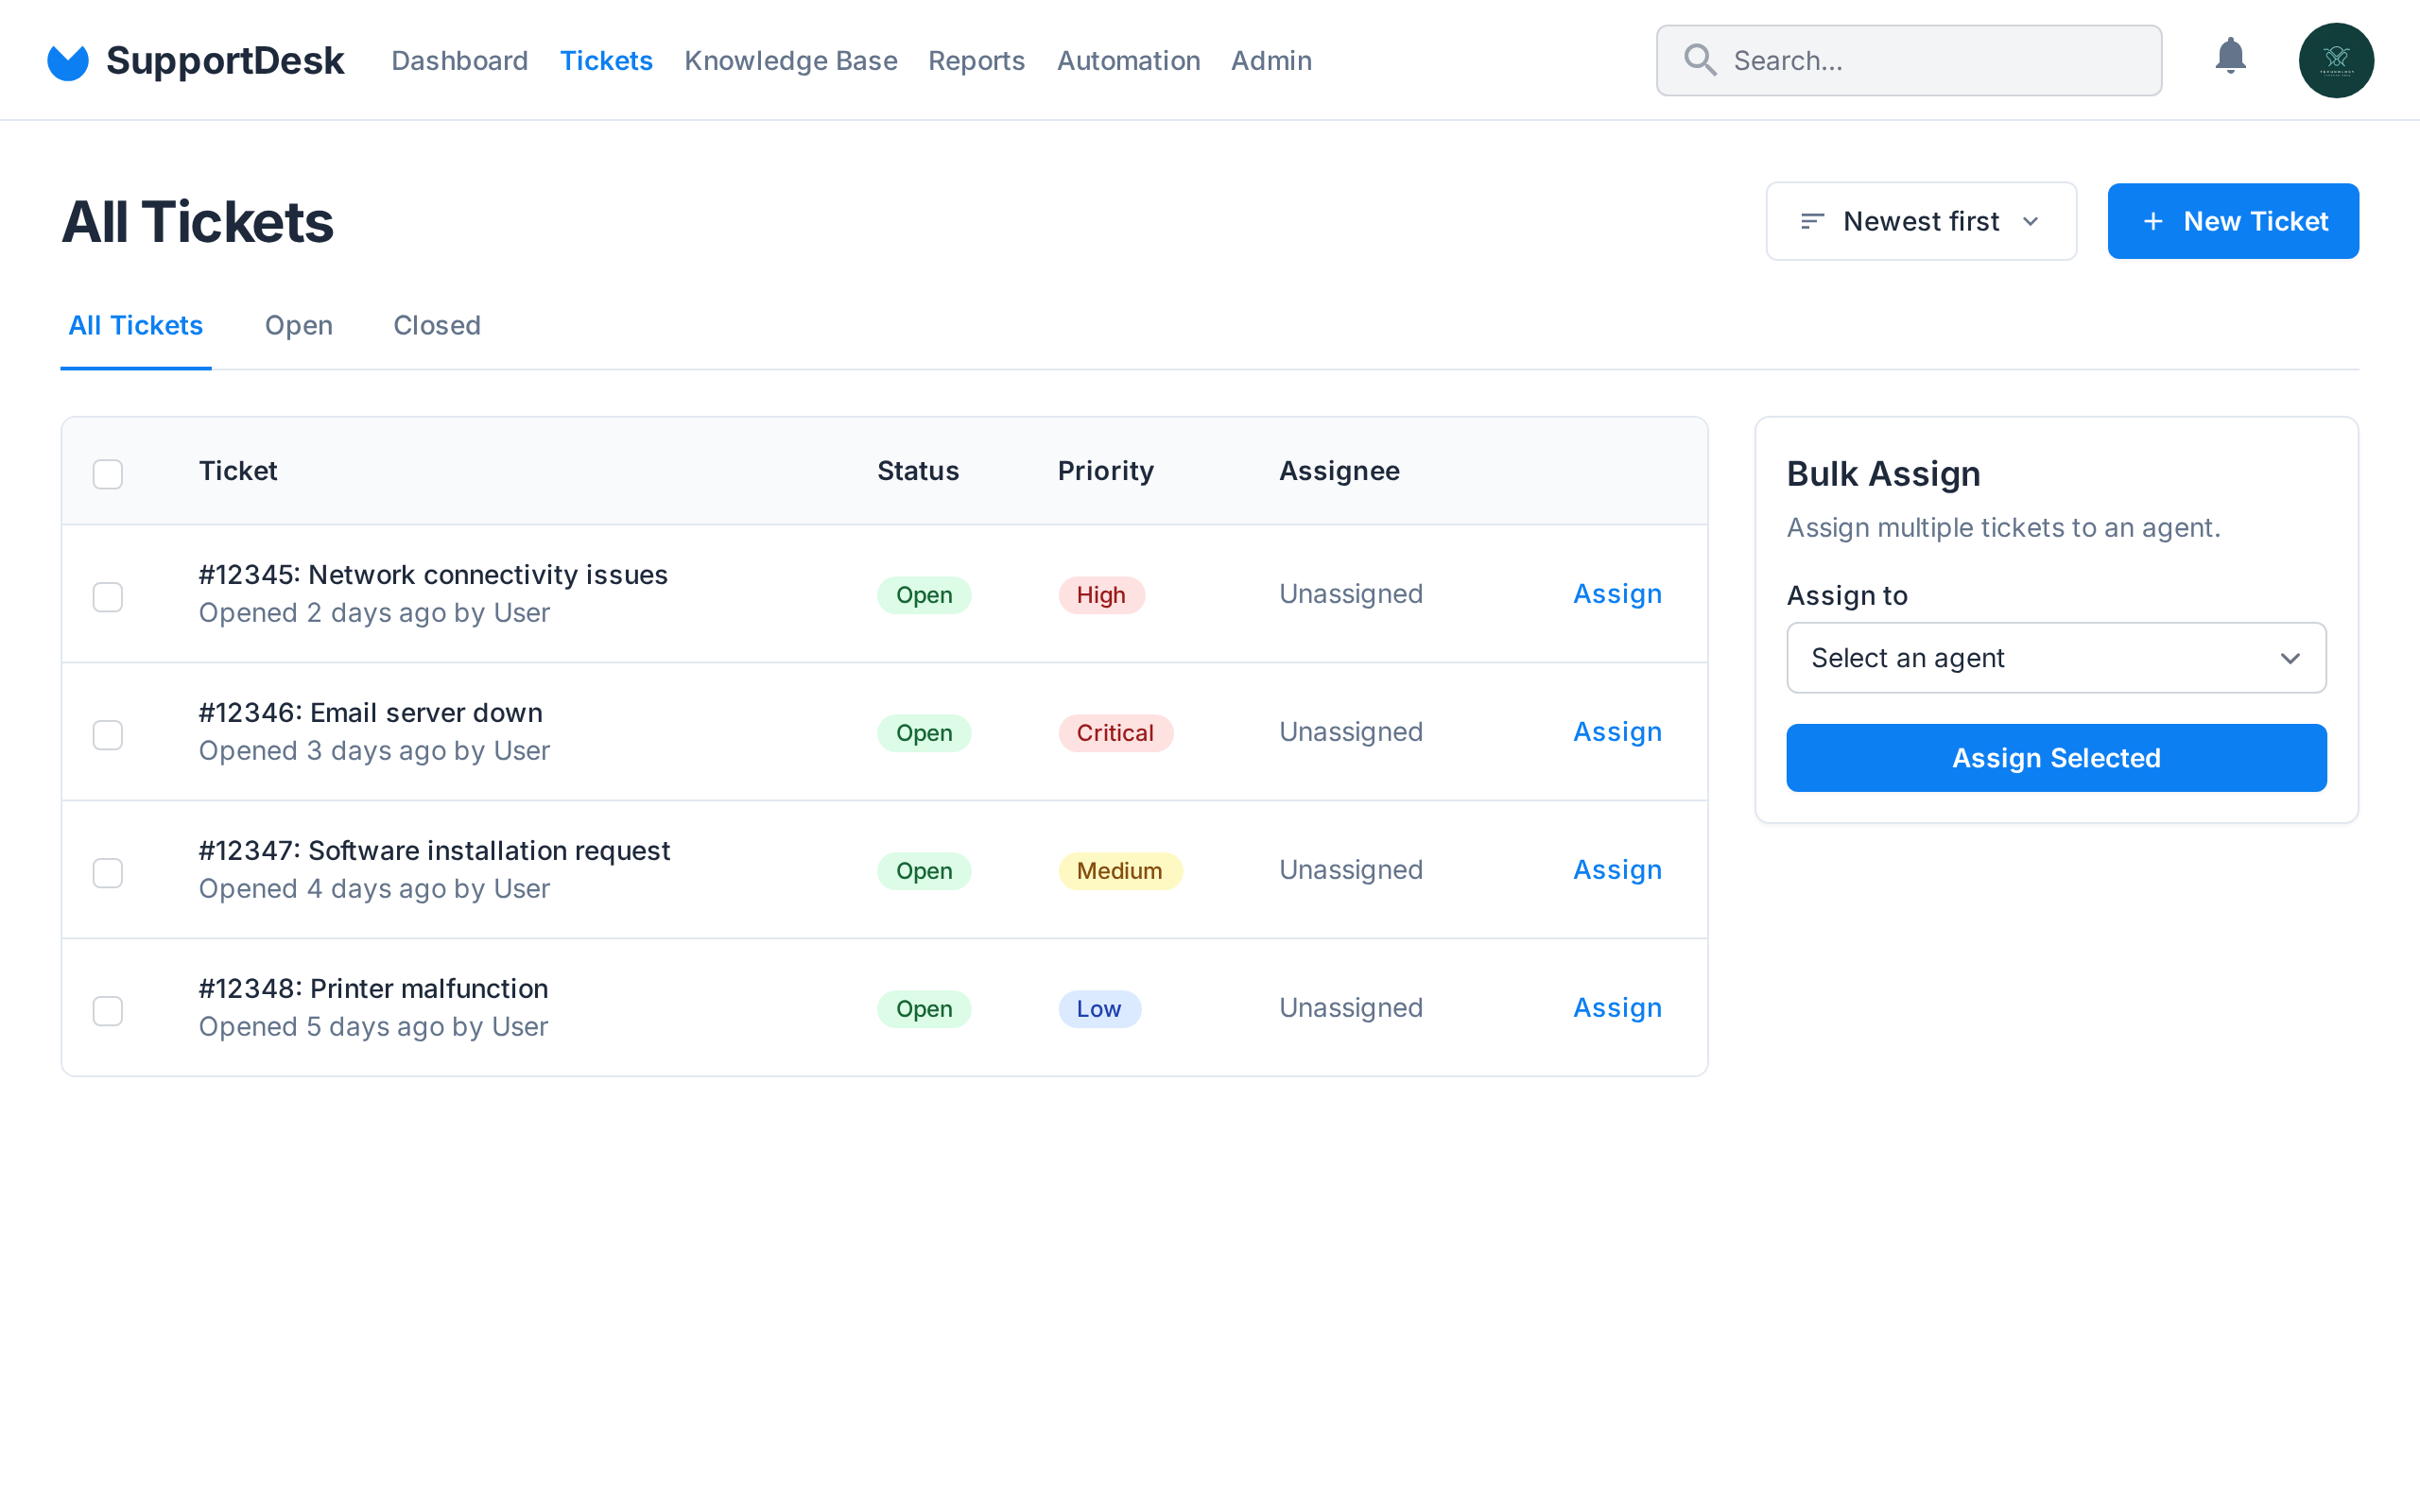 SupportDesk Dashboard Tickets Knowledge Base Reports Automation Admin Search...
All Tickets Newest first New Ticket
All Tickets Open Closed
Ticket Status Priority Assignee
#12345: Network connectivity issues
Opened 2 days ago by User
Open High Unassigned Assign
#12346: Email server down
Opened 3 days ago by User
Open Critical Unassigned Assign
#12347: Software installation request
Opened 4 days ago by User
Open Medium Unassigned Assign
#12348: Printer malfunction
Opened 5 days ago by User
Open Low Unassigned Assign
Bulk Assign
Assign multiple tickets to an agent.
Assign to
Select an agent
Assign Selected